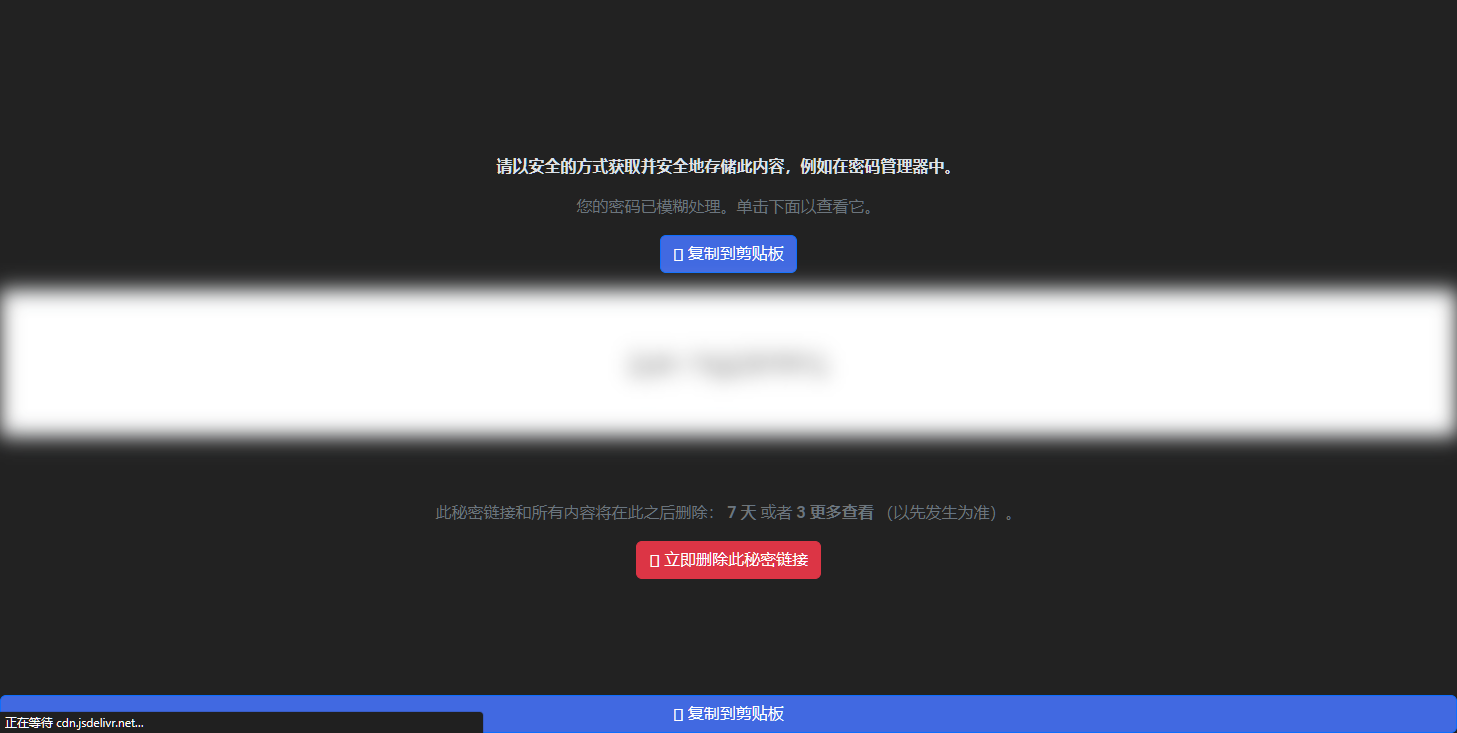 请以安全的方式获取并安全地存储此内容，例如在密码管理器中。
您的密码已模糊处理。单击下面以查看它。
复制到剪贴板
此秘密链接和所有内容将在此之后删除： 7 天 或者 3 更多查看 （以先发生为准）。
立即删除此秘密链接
复制到剪贴板
正在等待 cdn.jsdelivr.net...